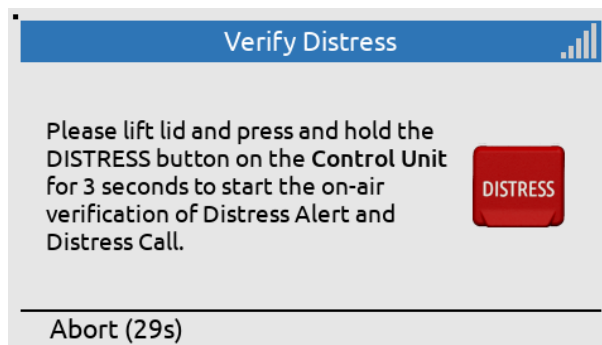 Verify Distress
Please lift lid and press and hold the
DISTRESS button on the Control Unit
for 3 seconds to start the on-air
verification of Distress Alert and
Distress Call.
DISTRESS
Abort (29s)